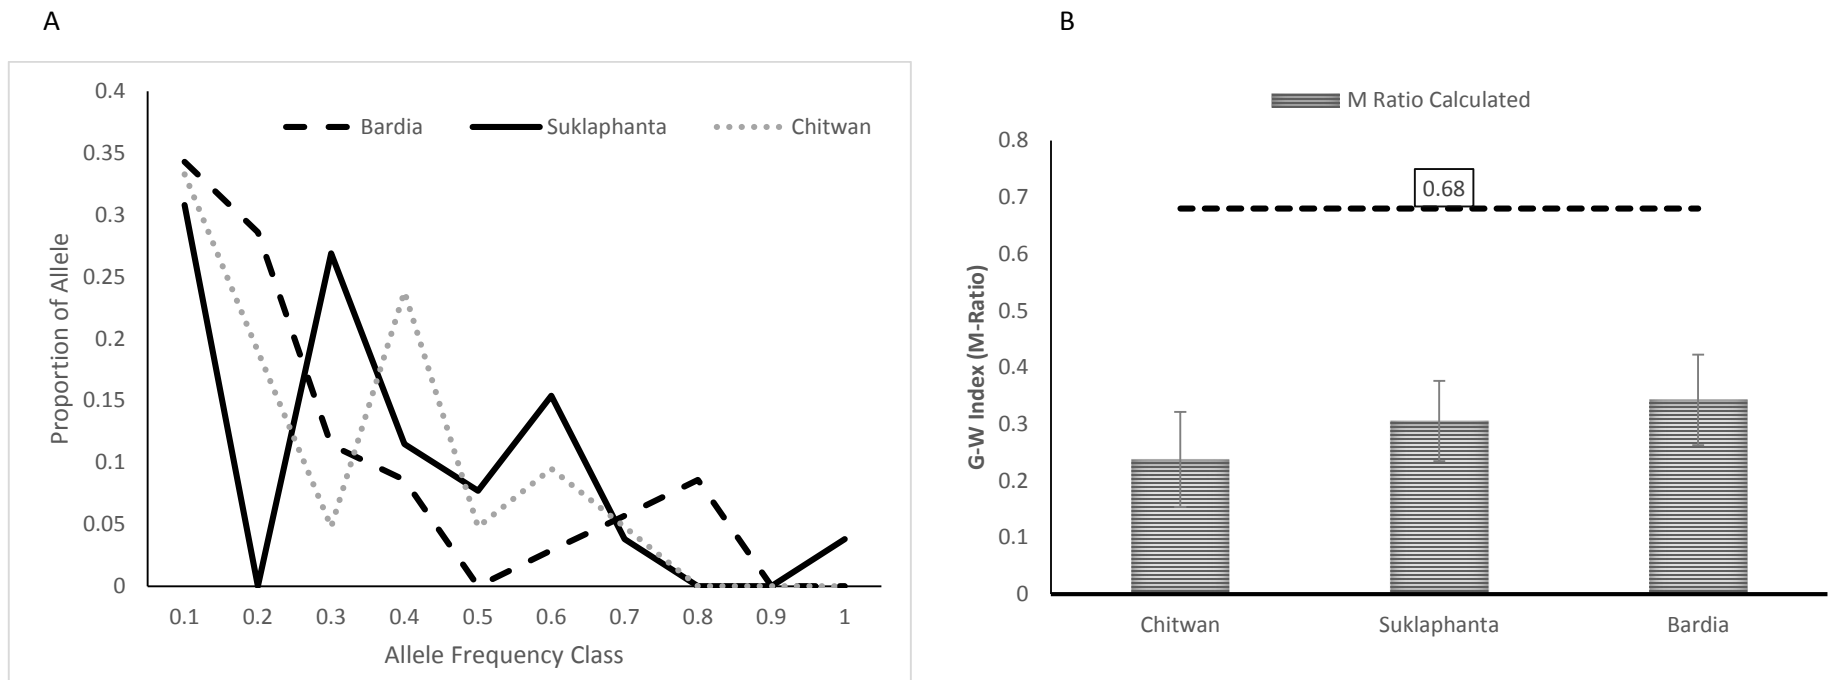 A
0.4
0.35
0.3
0.25
0.2
0.15
0.1
0.05
0
Proportion of Allele
Bardia Suklaphanta Chitwan
0.1 0.2 0.3 0.4 0.5 0.6 0.7 0.8 0.9 1
Allele Frequency Class
B
M Ratio Calculated
0.8
0.7
0.6
0.5
0.4
0.3
0.2
0.1
0
G-W Index (M-Ratio)
0.68
Chitwan Suklaphanta Bardia